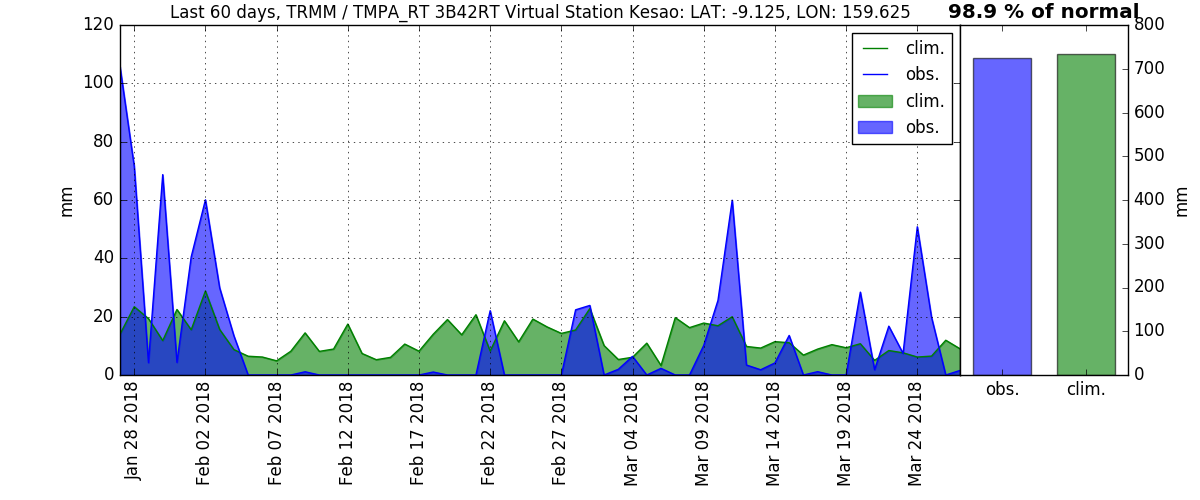 Last 60 days, TRMM / TMPA_RT 3B42RT Virtual Station Kesao: LAT: -9.125, LON: 159.625
98.9 % of normal
120
100
80
60
40
20
0
mm
clim.
obs.
clim.
obs.
800
700
600
500
400
300
200
100
0
mm
Jan 28 2018
Feb 02 2018
Feb 07 2018
Feb 12 2018
Feb 17 2018
Feb 22 2018
Feb 27 2018
Mar 04 2018
Mar 09 2018
Mar 14 2018
Mar 19 2018
Mar 24 2018
obs.
clim.